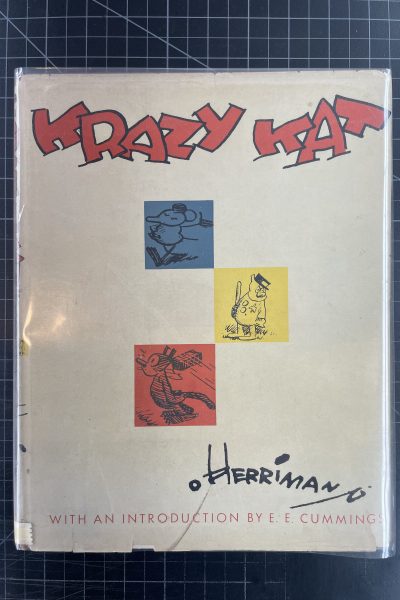 KRAZY KAT
HERRIMAN
WITH AN INTRODUCTION BY E. E. CUMMINGS